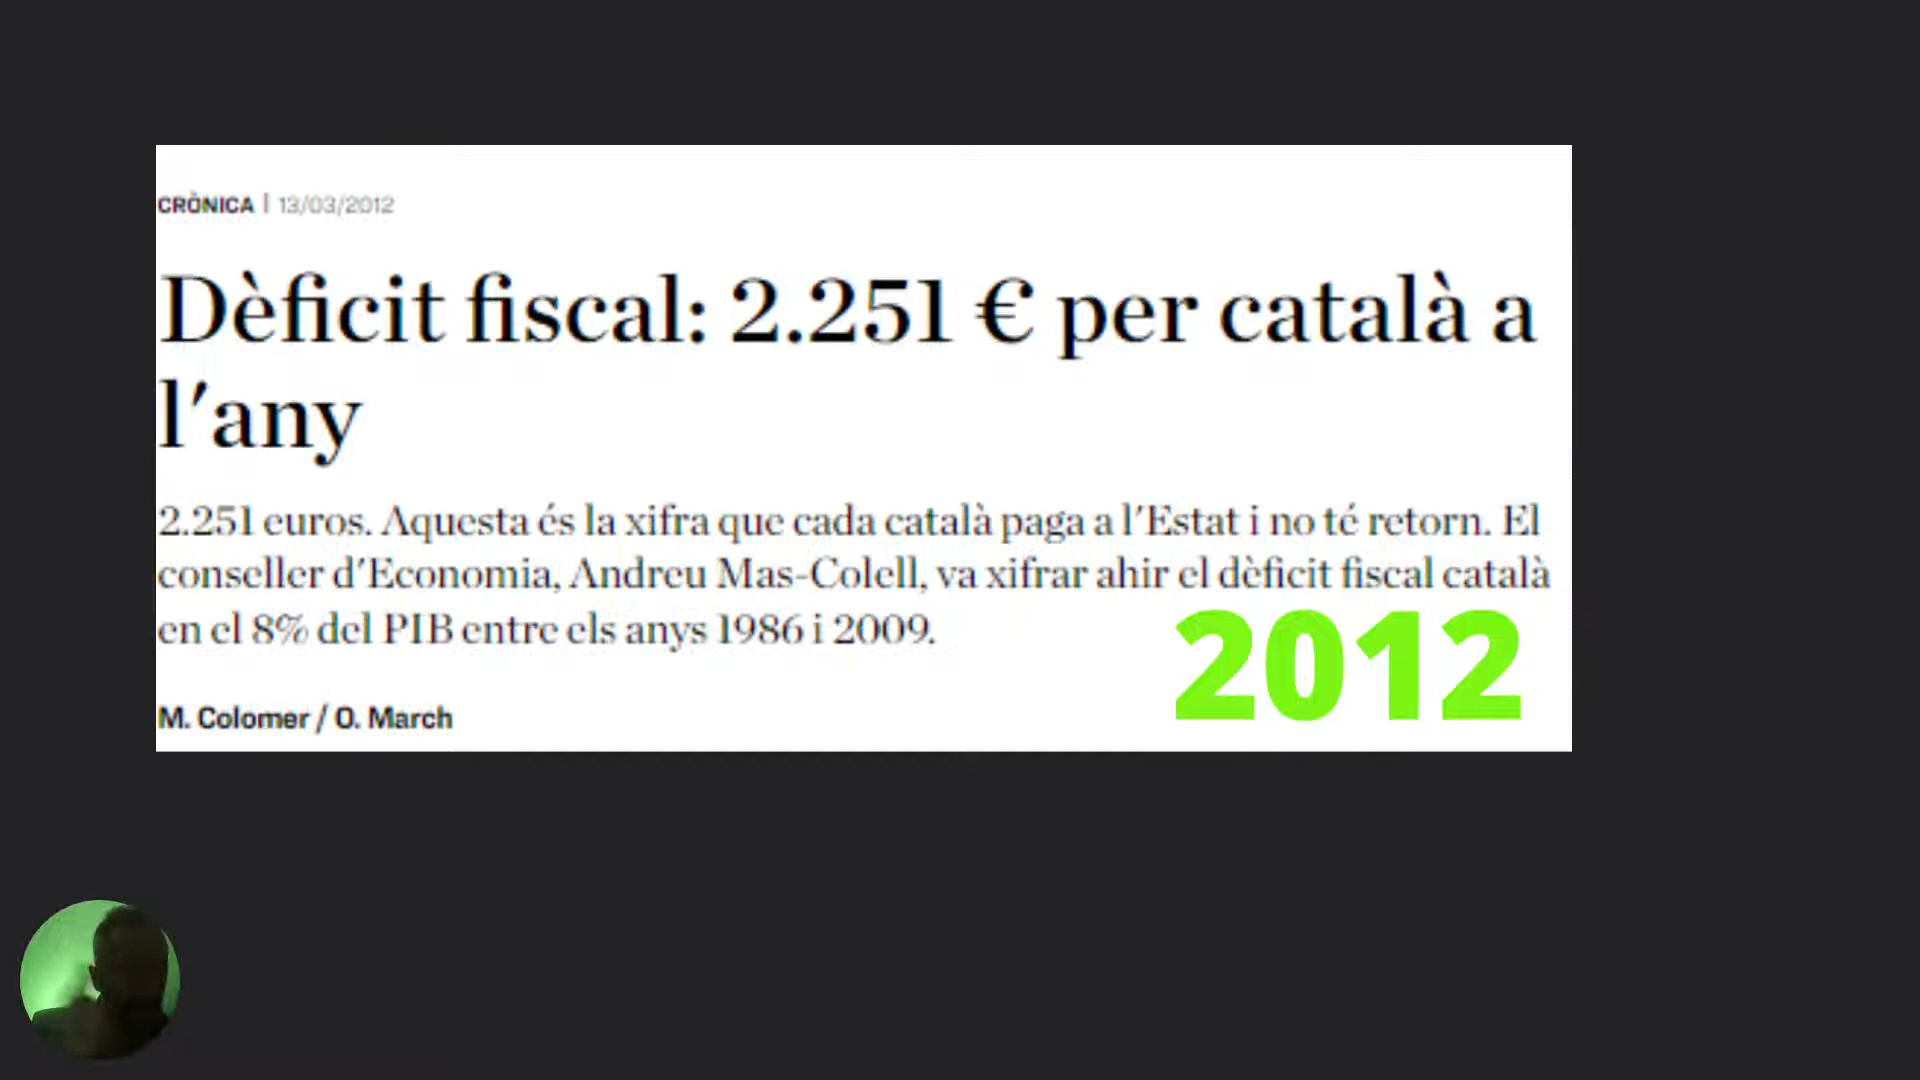 CRÒNICA | 13/03/2012
Dèficit fiscal: 2.251 € per català a
l'any
2.251 euros. Aquesta és la xifra que cada català paga a l'Estat i no té retorn. El
conseller d'Economia, Andreu Mas-Colell, va xifrar ahir el dèficit fiscal català
en el 8% del PIB entre els anys 1986 i 2009.
2012
M. Colomer / O. March